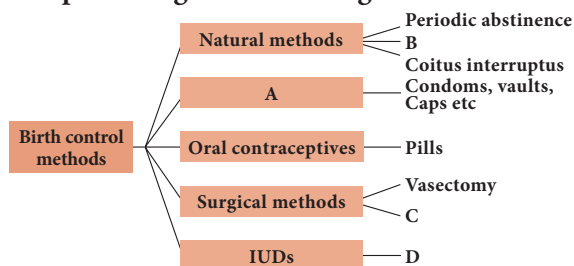 Periodic abstinence
Natural methods
B
Coitus interruptus
A
Condoms, vaults,
Caps etc
Birth control
methods
Oral contraceptives
Pills
Surgical methods
Vasectomy
C
IUDs
D